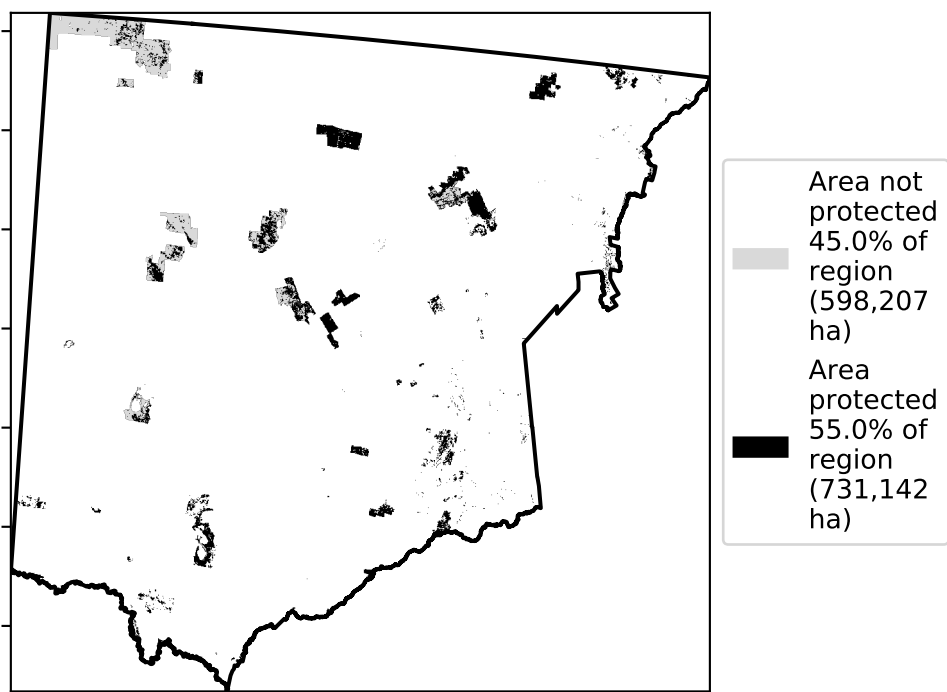 Area not
protected
45.0% of
region
(598,207
ha)
Area
protected
55.0% of
region
(731,142
ha)